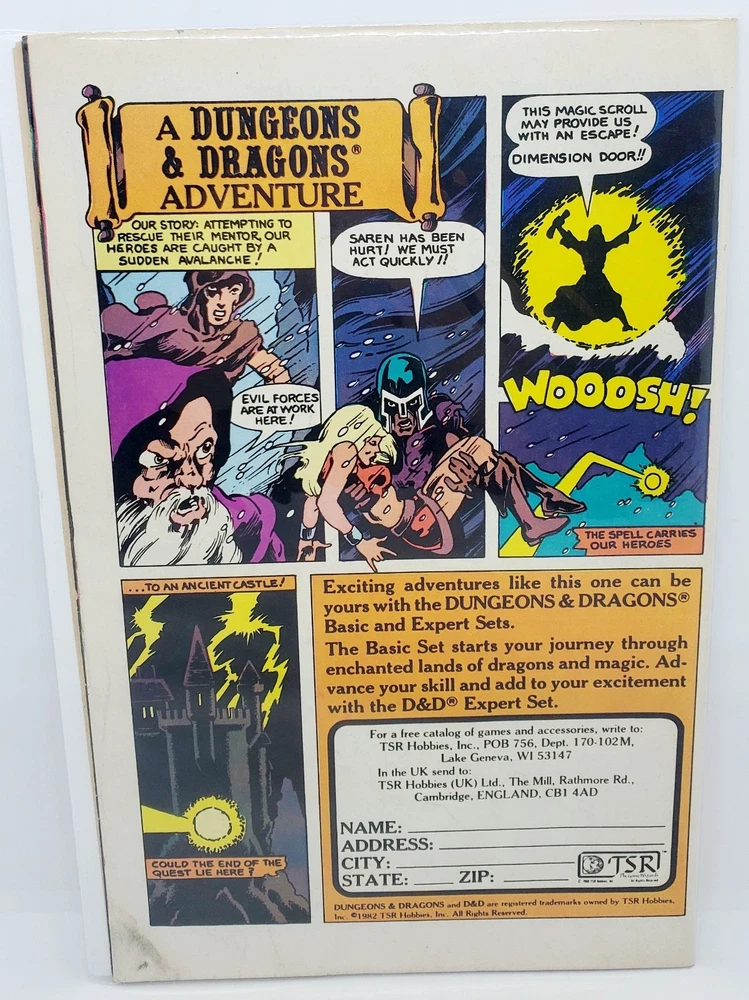 A DUNGEONS
& DRAGONS®
ADVENTURE
OUR STORY: ATTEMPTING TO
RESCUE THEIR MENTOR, OUR
HEROES ARE CAUGHT BY A
SUDDEN AVALANCHE!
EVIL FORCES
ARE AT WORK
HERE!
SAREN HAS BEEN
HURT! WE MUST
ACT QUICKLY!!
THIS MAGIC SCROLL
MAY PROVIDE US
WITH AN ESCAPE!
DIMENSION DOOR!!
WOOOSH!
THE SPELL CARRIES
OUR HEROES
...TO AN ANCIENT CASTLE!
COULD THE END OF THE
QUEST LIE HERE?
Exciting adventures like this one can be
yours with the DUNGEONS & DRAGONS®
Basic and Expert Sets.
The Basic Set starts your journey through
enchanted lands of dragons and magic. Ad-
vance your skill and add to your excitement
with the D&D® Expert Set.
For a free catalog of games and accessories, write to:
TSR Hobbies, Inc., POB 756, Dept. 170-102M,
Lake Geneva, WI 53147
In the UK send to:
TSR Hobbies (UK) Ltd., The Mill, Rathmore Rd.,
Cambridge, ENGLAND, CB1 4AD
NAME:
ADDRESS:
CITY:
STATE: ZIP:
TSR
The Game Wizards
DUNGEONS & DRAGONS and D&D are registered trademarks owned by TSR Hobbies,
Inc. ©1982 TSR Hobbies, Inc. All Rights Reserved.